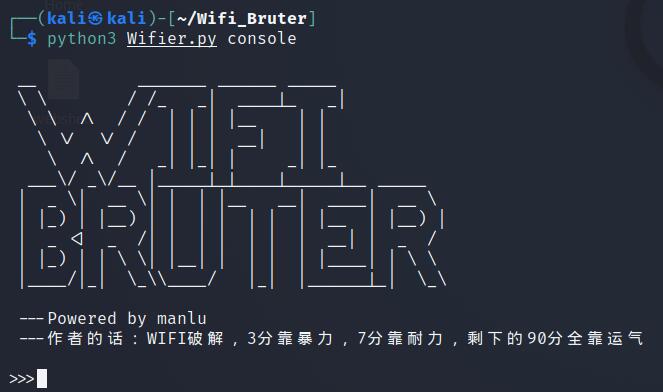 ┌──(kali㉿kali)-[~/Wifi_Bruter]
└─$ python3 Wifier.py console
WIFI
BRUTER
---Powered by manlu
---作者的话：WIFI破解，3分靠暴力，7分靠耐力，剩下的90分全靠运气
>>>